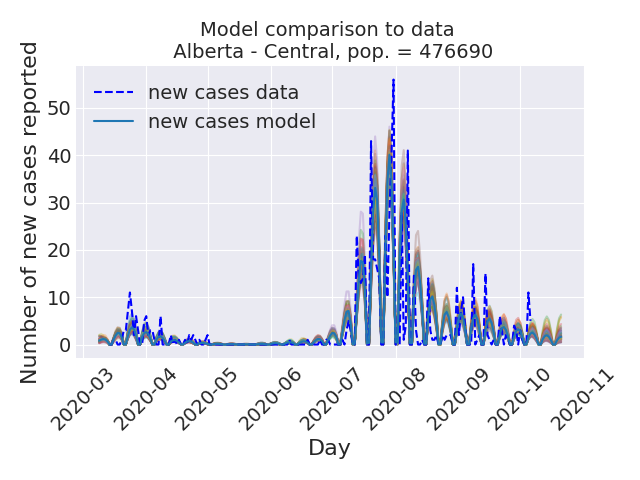 Model comparison to data
Alberta - Central, pop. = 476690
Number of new cases reported
new cases data
new cases model
50
40
30
20
10
0
2020-03
2020-04
2020-05
2020-06
2020-07
2020-08
2020-09
2020-10
2020-11
Day